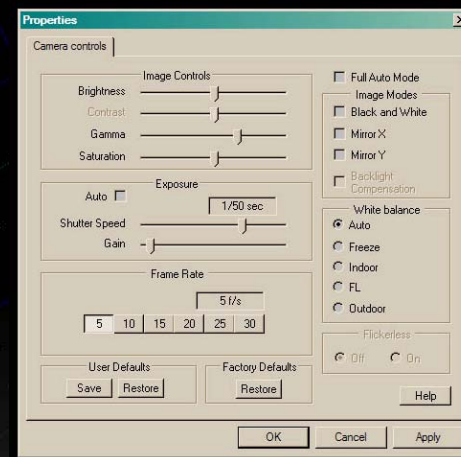 Properties
Camera controls
Image Controls
Brightness
Contrast
Gamma
Saturation
Exposure
Auto
1/50 sec
Shutter Speed
Gain
Frame Rate
5 f/s
5 10 15 20 25 30
User Defaults
Save Restore
Factory Defaults
Restore
Full Auto Mode
Image Modes
Black and White
Mirror X
Mirror Y
Backlight
Compensation
White balance
Auto
Freeze
Indoor
FL
Outdoor
Flickerless
Off On
Help
OK Cancel Apply